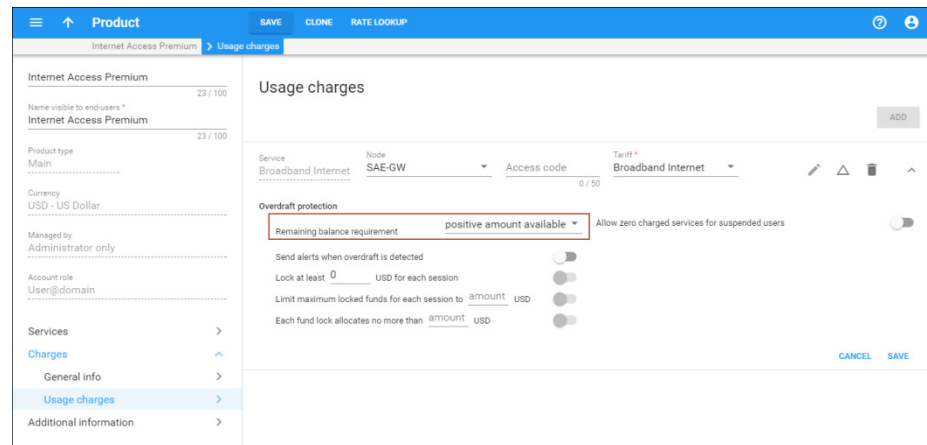 Product
SAVE CLONE RATE LOOKUP
Internet Access Premium Usage charges
Internet Access Premium
23 / 100
Name visible to end-users *
Internet Access Premium
23 / 100
Product type
Main
Currency
USD - US Dollar
Managed by
Administrator only
Account role
User@domain
Services
Charges
General info
Usage charges
Additional information
Usage charges
ADD
Service Node Tariff *
Broadband Internet SAE-GW Access code Broadband Internet
0 / 50
Overdraft protection
Remaining balance requirement positive amount available Allow zero charged services for suspended users
Send alerts when overdraft is detected
Lock at least 0 USD for each session
Limit maximum locked funds for each session to amount USD
Each fund lock allocates no more than amount USD
CANCEL SAVE